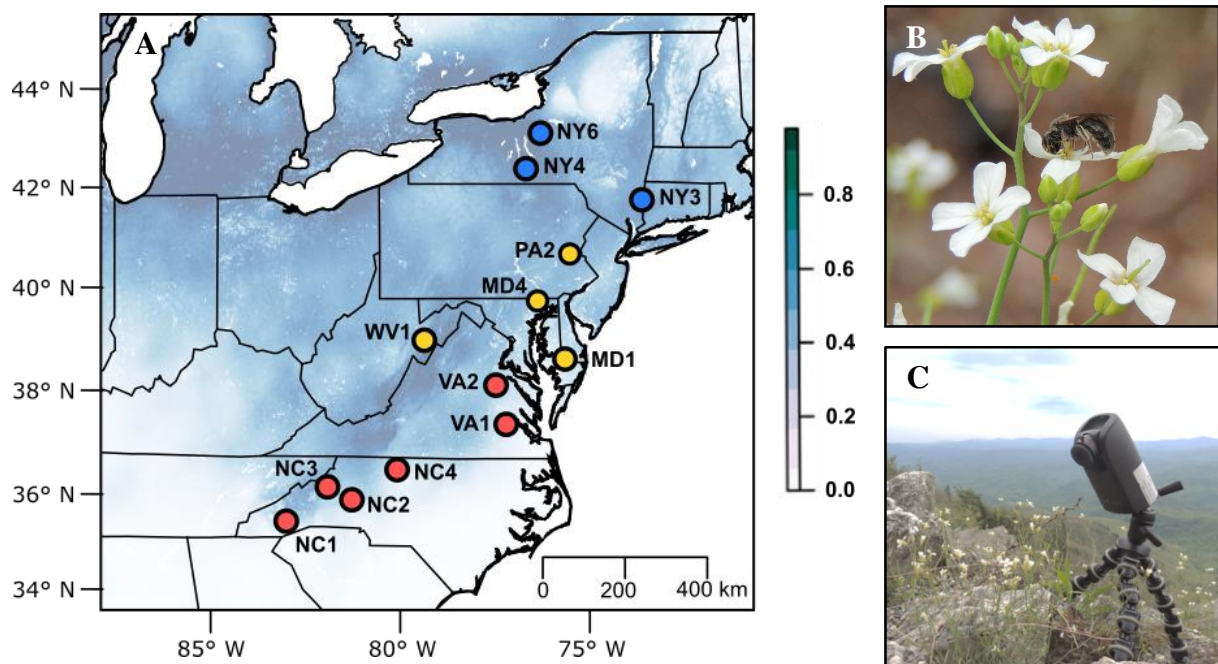 A
44° N
42° N
40° N
38° N
36° N
34° N
85° W
80° W
75° W
NY6
NY4
NY3
PA2
MD4
WV1
MD1
VA2
VA1
NC3
NC4
NC2
NC1
0
200
400 km
0.8
0.6
0.4
0.2
0.0
B
C